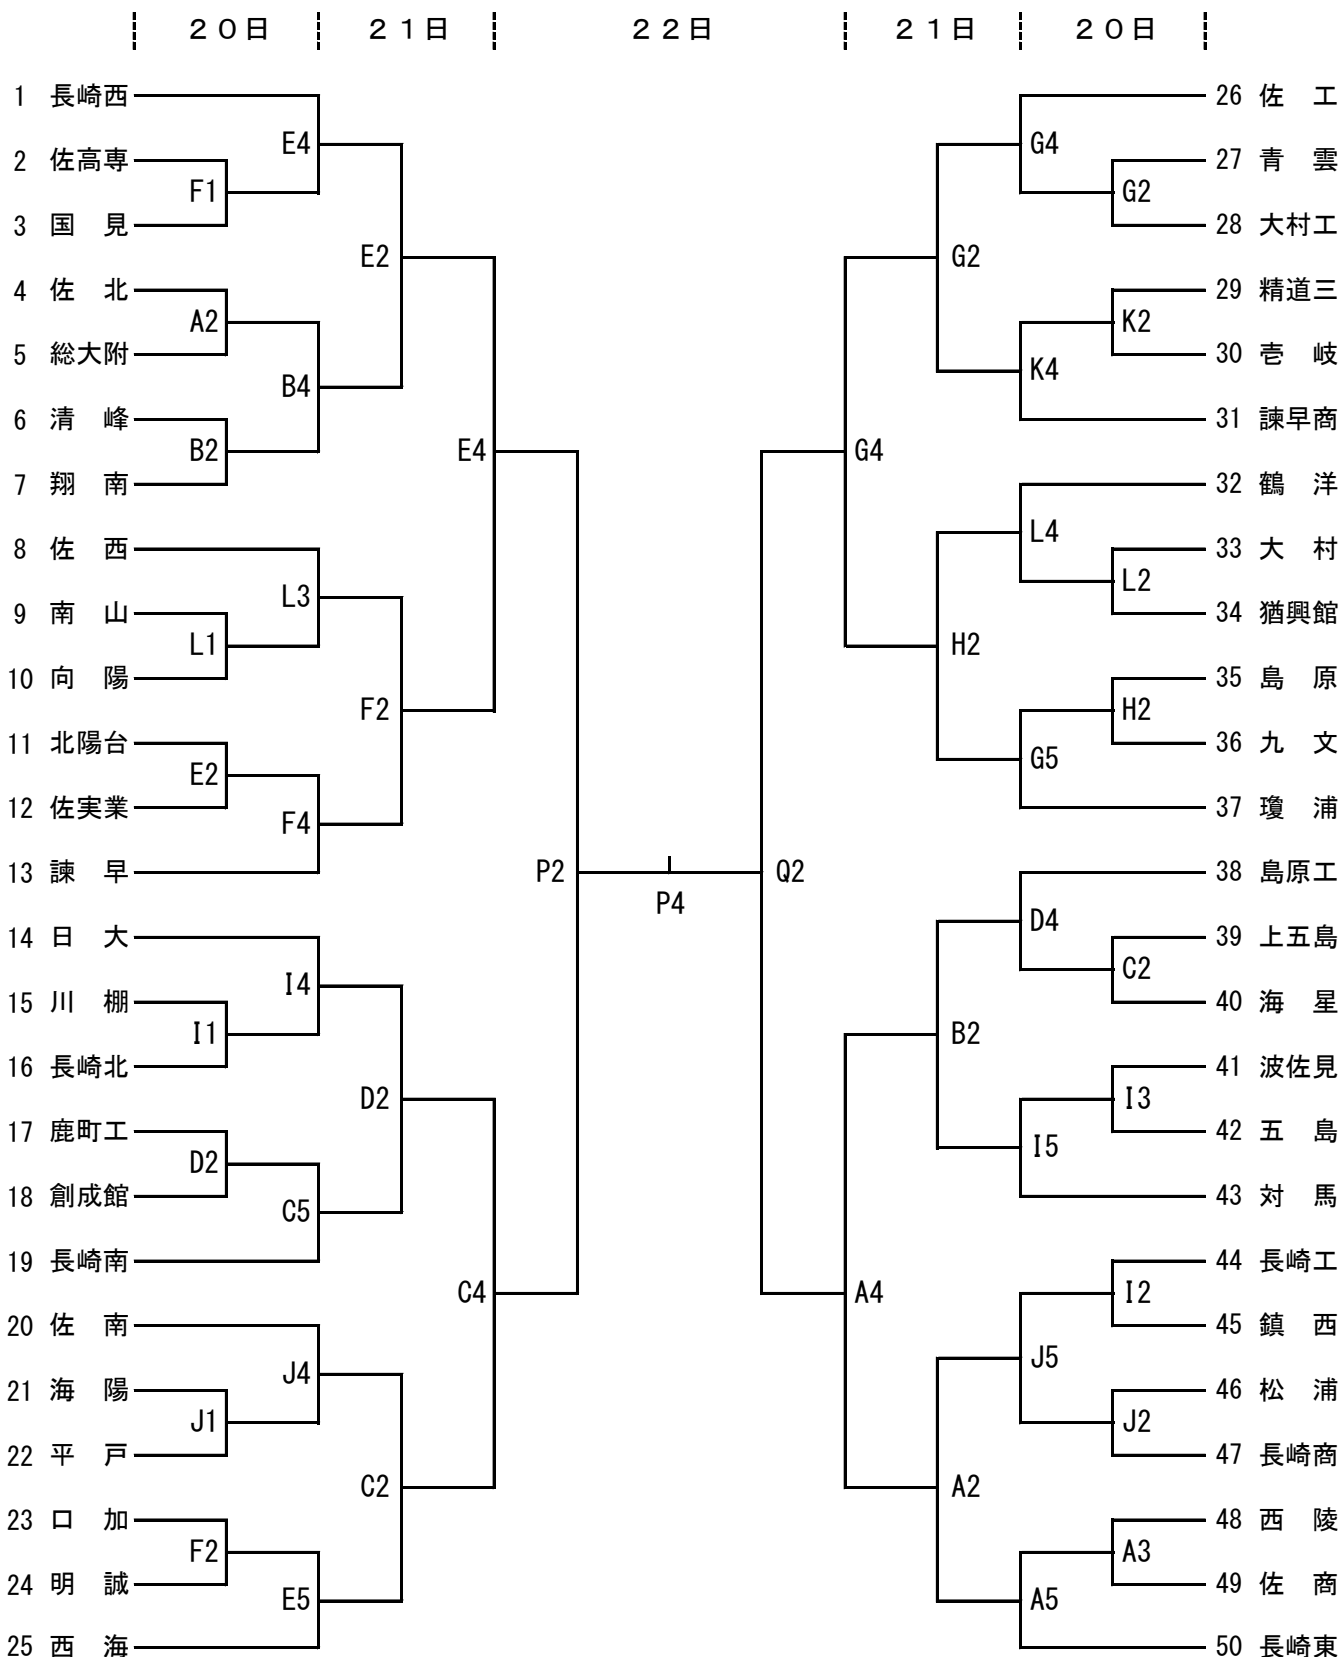 ２０日 ２１日 ２２日 ２１日 ２０日
1 長崎西
E4
2 佐高専
F1
3 国　見
E2
4 佐　北
A2
5 総大附
B4
6 清　峰
B2
7 翔　南
E4
8 佐　西
L3
9 南　山
L1
10 向　陽
F2
11 北陽台
E2
12 佐実業
F4
13 諫　早
P2
14 日　大
I4
15 川　棚
I1
16 長崎北
D2
17 鹿町工
D2
18 創成館
C5
19 長崎南
C4
20 佐　南
J4
21 海　陽
J1
22 平　戸
C2
23 口　加
F2
24 明　誠
E5
25 西　海
P4
26 佐　工
G4
27 青　雲
G2
28 大村工
G2
29 精道三
K2
30 壱　岐
K4
31 諫早商
G4
32 鶴　洋
L4
33 大　村
L2
34 猶興館
H2
35 島　原
H2
36 九　文
G5
37 瓊　浦
Q2
38 島原工
D4
39 上五島
C2
40 海　星
B2
41 波佐見
I3
42 五　島
I5
43 対　馬
A4
44 長崎工
I2
45 鎮　西
J5
46 松　浦
J2
47 長崎商
A2
48 西　陵
A3
49 佐　商
A5
50 長崎東